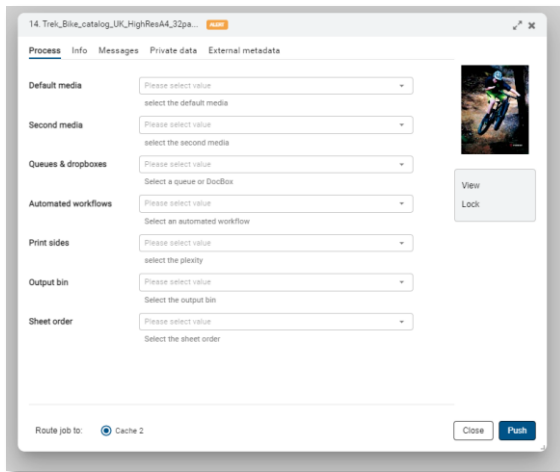 14. Trek_Bike_catalog_UK_HighResA4_32pa... ALERT
Process Info Messages Private data External metadata
Default media
Please select value
select the default media
Second media
Please select value
select the second media
Queues & dropboxes
Please select value
Select a queue or DocBox
Automated workflows
Please select value
Select an automated workflow
Print sides
Please select value
select the plexity
Output bin
Please select value
Select the output bin
Sheet order
Please select value
Select the sheet order
View
Lock
Route job to: Cache 2
Close Push